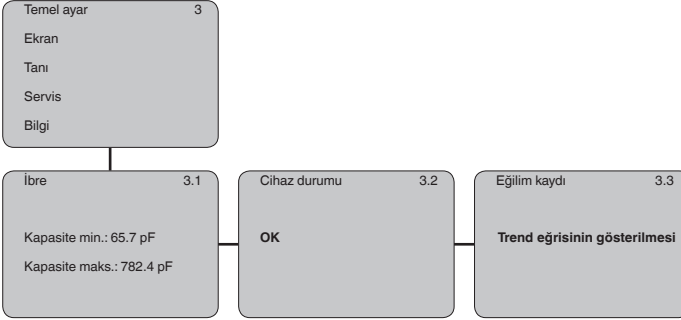 Temel ayar 3
Ekran
Tanı
Servis
Bilgi
İbre 3.1
Kapasite min.: 65.7 pF
Kapasite maks.: 782.4 pF
Cihaz durumu 3.2
OK
Eğilim kaydı 3.3
Trend eğrisinin gösterilmesi